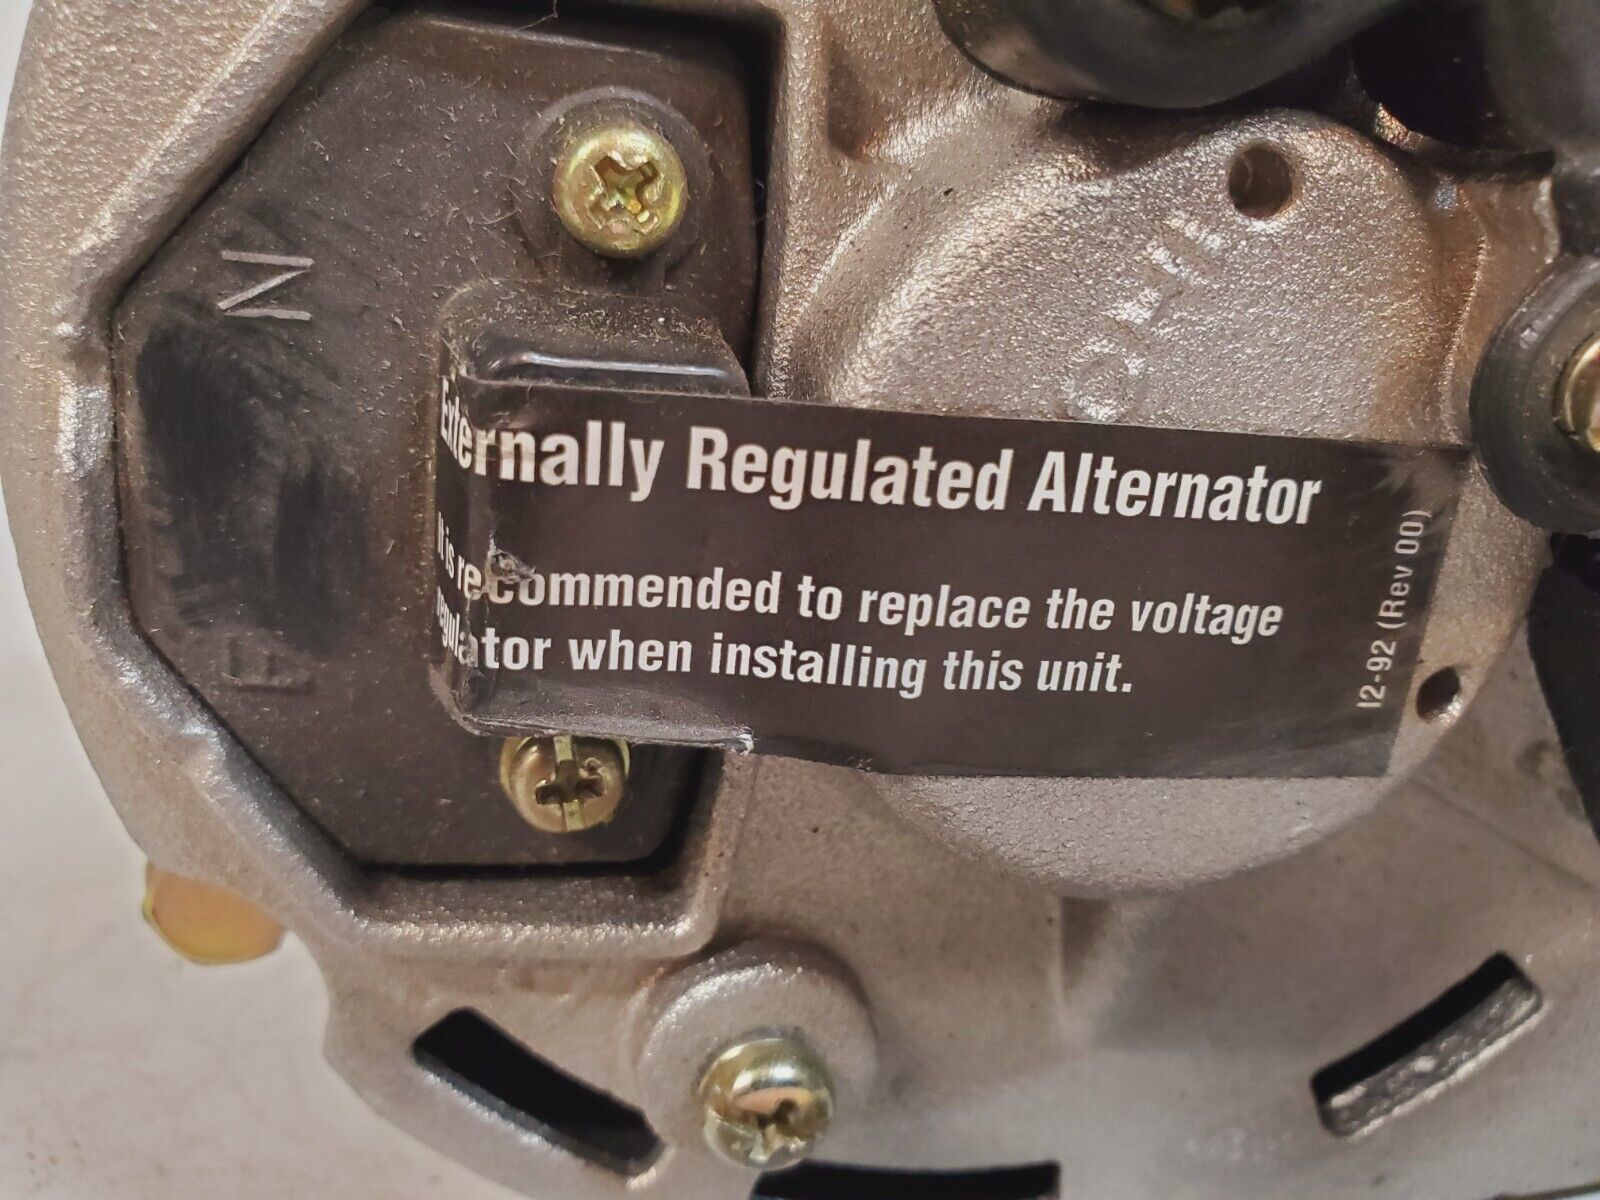 N
E
Externally Regulated Alternator
It is recommended to replace the voltage
regulator when installing this unit.
12-92 (Rev 00)